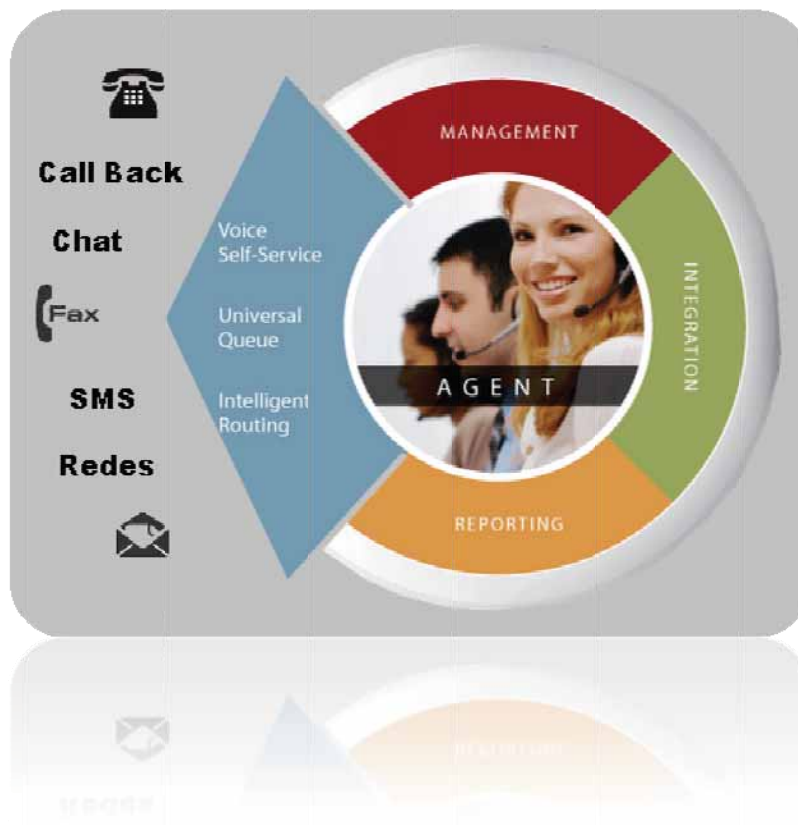 Call Back
Chat
Fax
SMS
Redes
Voice
Self-Service
Universal
Queue
Intelligent
Routing
MANAGEMENT
INTEGRATION
REPORTING
AGENT